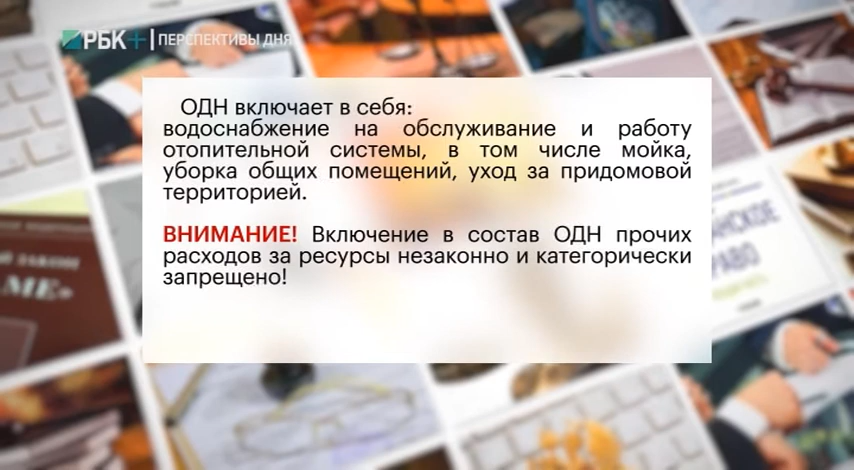 РБК+ | ПЕРСПЕКТИВЫ ДНЯ
ОДН включает в себя:
водоснабжение на обслуживание и работу
отопительной системы, в том числе мойка,
уборка общих помещений, уход за придомовой
территорией.
ВНИМАНИЕ! Включение в состав ОДН прочих
расходов за ресурсы незаконно и категорически
запрещено!